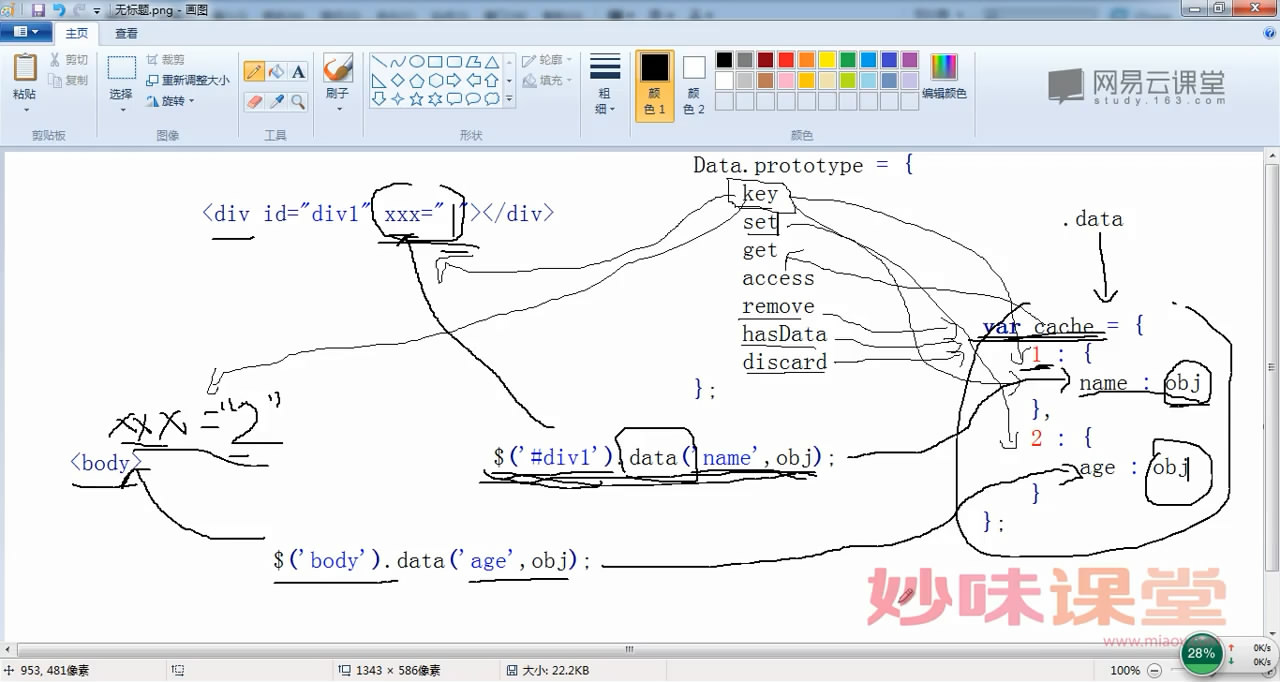 无标题.png - 画图
主页
查看
粘贴
剪切
复制
剪贴板
选择
裁剪
重新调整大小
旋转
图像
A
工具
刷子
形状
轮廓
填充
粗
细
颜
色 1
颜
色 2
颜色
编辑颜色
网易云课堂
study.163.com
Data.prototype = {
key
set
get
access
remove
hasData
discard
};
<div id="div1" xxx=" "></div>
.data
var cache = {
1 : {
name : obj
},
2 : {
age : obj
}
};
xxx ="2"
<body>
$('#div1').data('name',obj);
$('body').data('age',obj);
妙味课堂
953, 481像素
1343 × 586像素
大小: 22.2KB
100%
28%
0K/s
0K/s